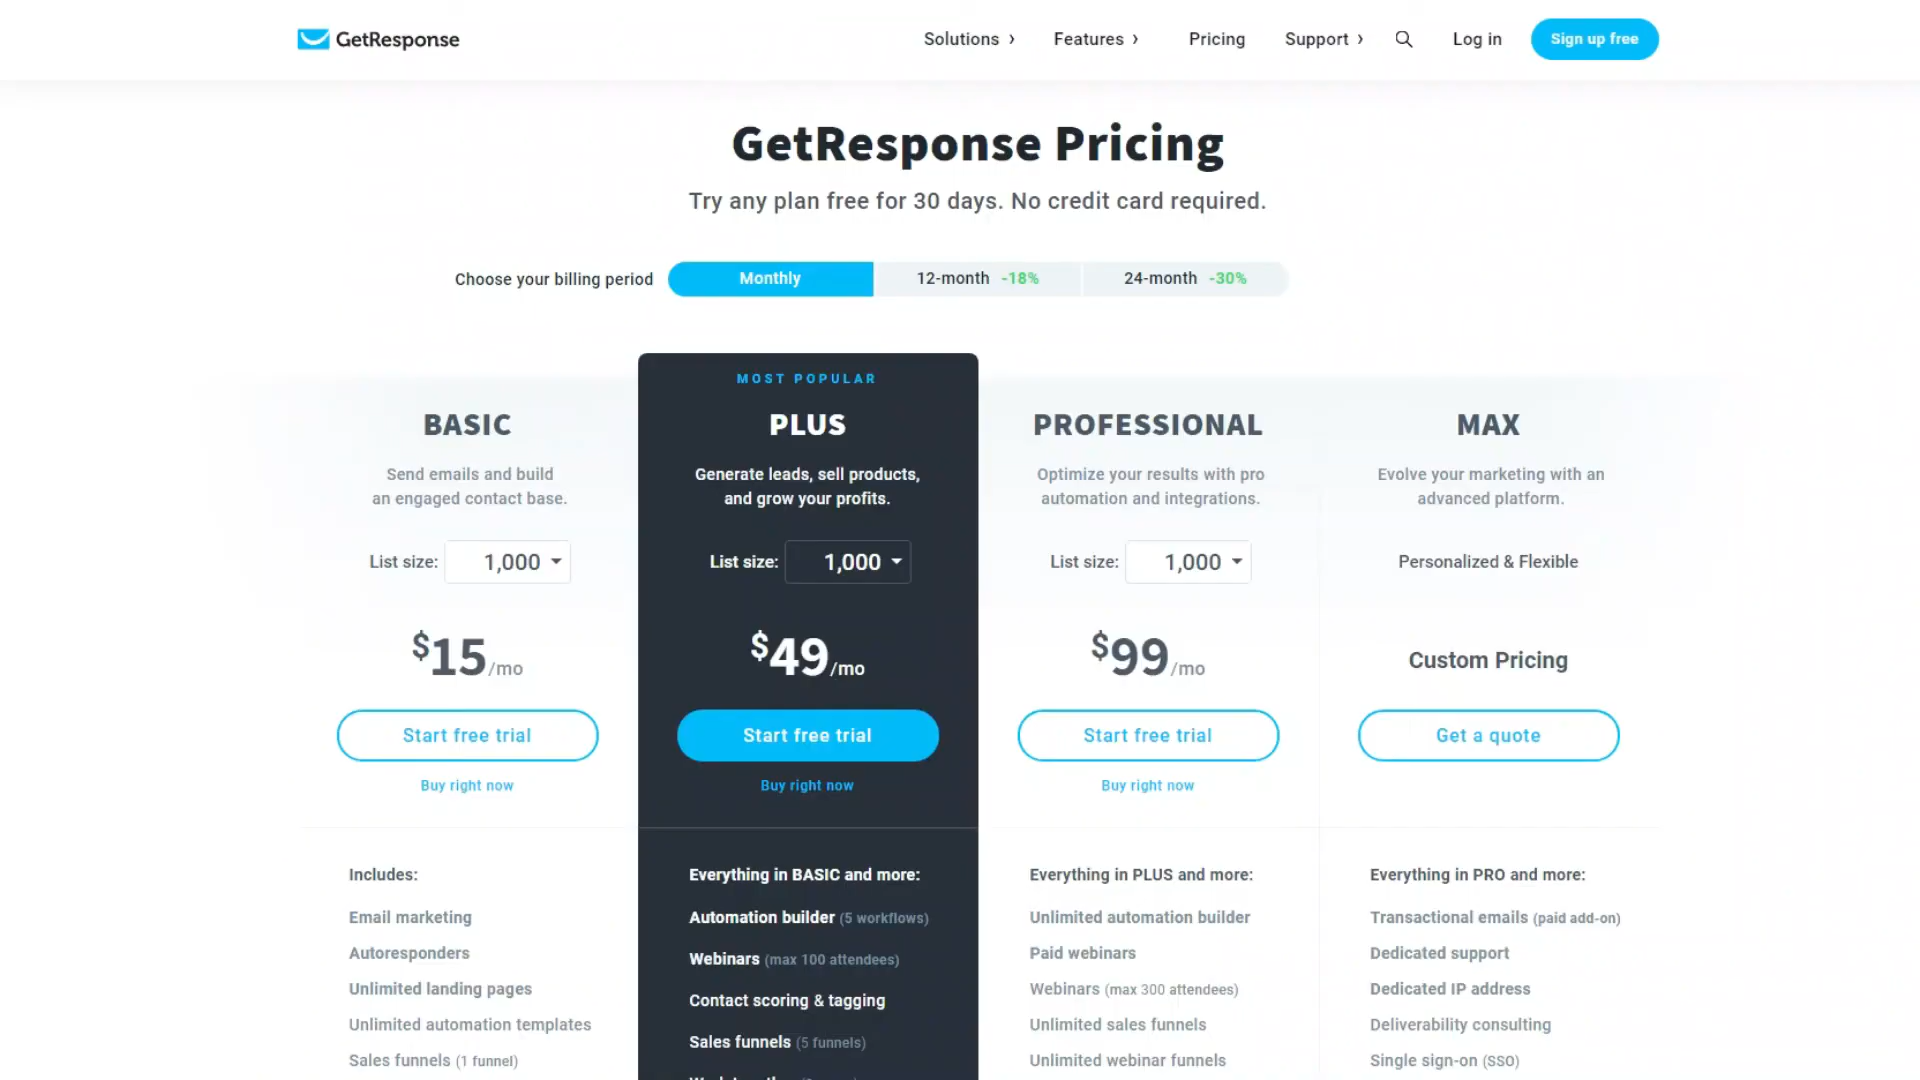 GetResponse
Solutions ›
Features ›
Pricing
Support ›
Log in
Sign up free
GetResponse Pricing
Try any plan free for 30 days. No credit card required.
Choose your billing period
Monthly
12-month -18%
24-month -30%
BASIC
Send emails and build
an engaged contact base.
List size: 1,000
$15/mo
Start free trial
Buy right now
Includes:
Email marketing
Autoresponders
Unlimited landing pages
Unlimited automation templates
Sales funnels (1 funnel)
MOST POPULAR
PLUS
Generate leads, sell products,
and grow your profits.
List size: 1,000
$49/mo
Start free trial
Buy right now
Everything in BASIC and more:
Automation builder (5 workflows)
Webinars (max 100 attendees)
Contact scoring & tagging
Sales funnels (5 funnels)
PROFESSIONAL
Optimize your results with pro
automation and integrations.
List size: 1,000
$99/mo
Start free trial
Buy right now
Everything in PLUS and more:
Unlimited automation builder
Paid webinars
Webinars (max 300 attendees)
Unlimited sales funnels
Unlimited webinar funnels
MAX
Evolve your marketing with an
advanced platform.
Personalized & Flexible
Custom Pricing
Get a quote
Everything in PRO and more:
Transactional emails (paid add-on)
Dedicated support
Dedicated IP address
Deliverability consulting
Single sign-on (SSO)